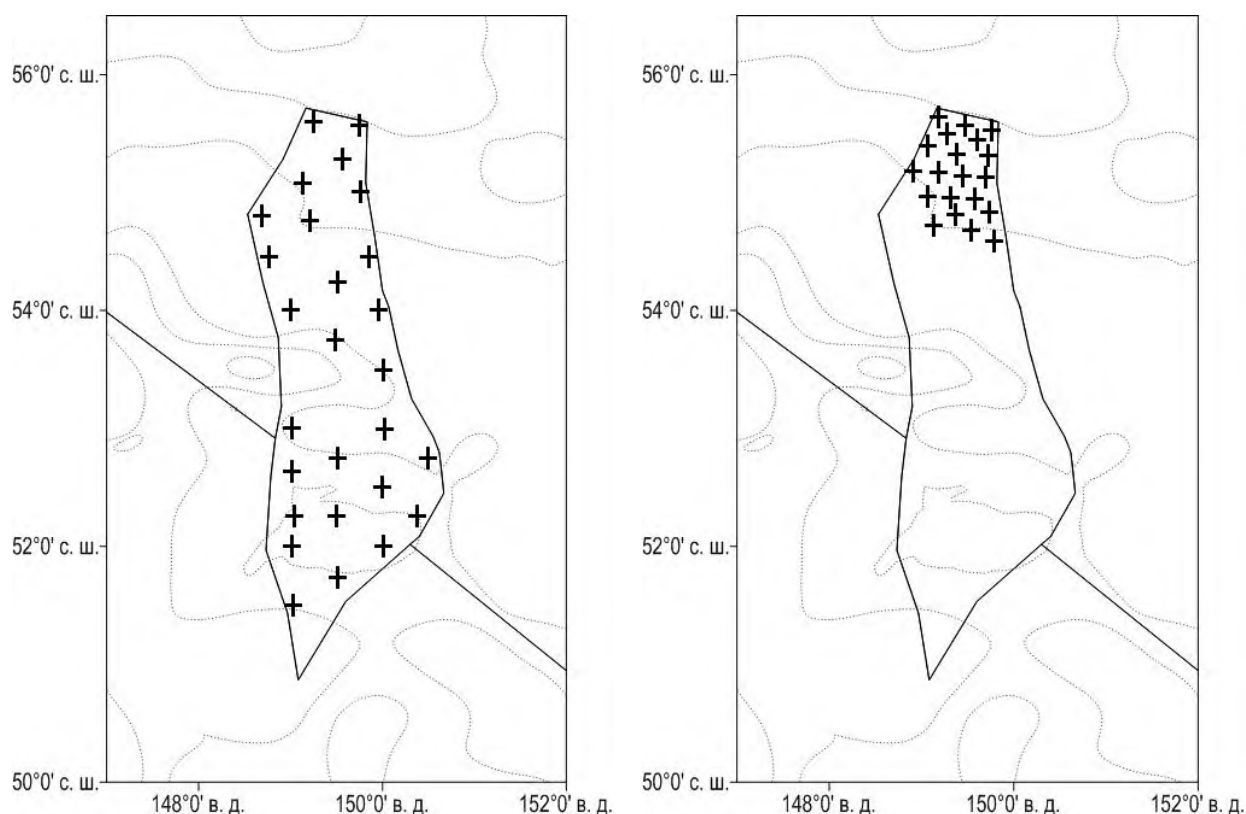 56°0' с. ш.
54°0' с. ш.
52°0' с. ш.
50°0' с. ш.
148°0' в. д.
150°0' в. д.
152°0' в. д.
56°0' с. ш.
54°0' с. ш.
52°0' с. ш.
50°0' с. ш.
148°0' в. д.
150°0' в. д.
152°0' в. д.